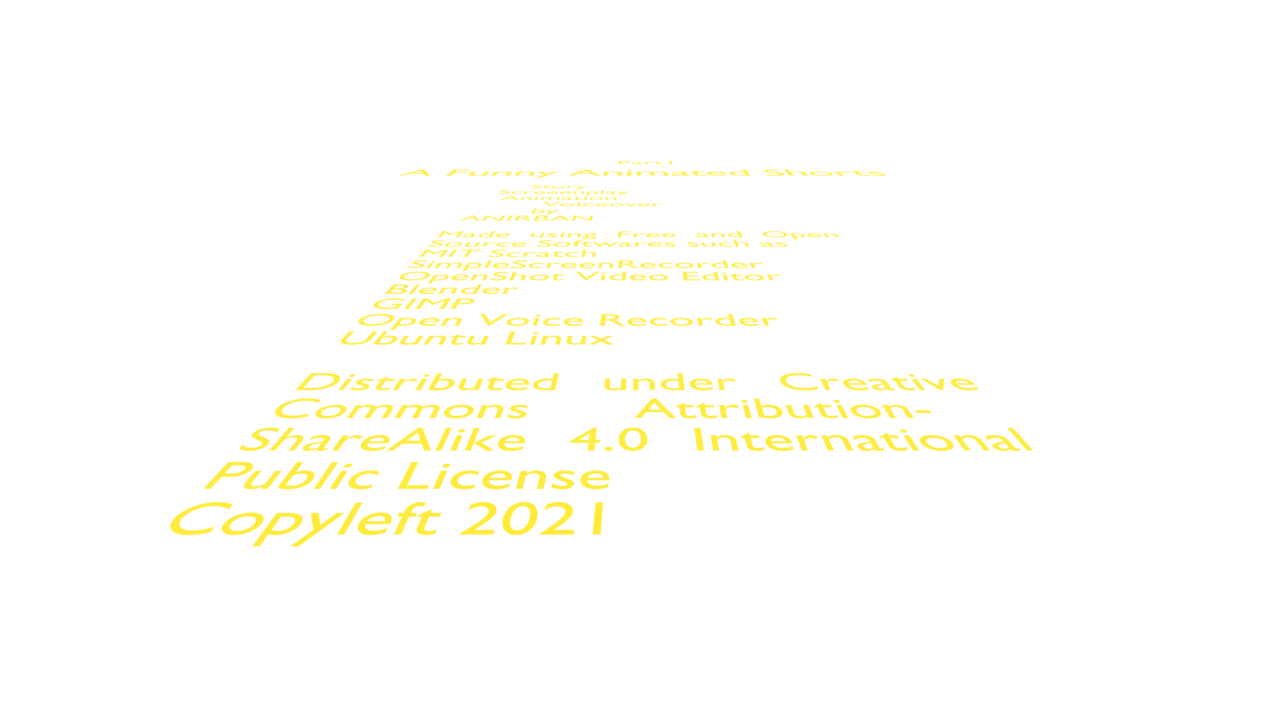 Part1
A Funny Animated Shorts
Story
Screeenplay
Animation
Voiceover
by
ANIRBAN
Made using Free and Open
Source Softwares such as
MIT Scratch
SimpleScreenRecorder
OpenShot Video Editor
Blender
GIMP
Open Voice Recorder
Ubuntu Linux
Distributed under Creative
Commons Attribution-
ShareAlike 4.0 International
Public License
Copyleft 2021